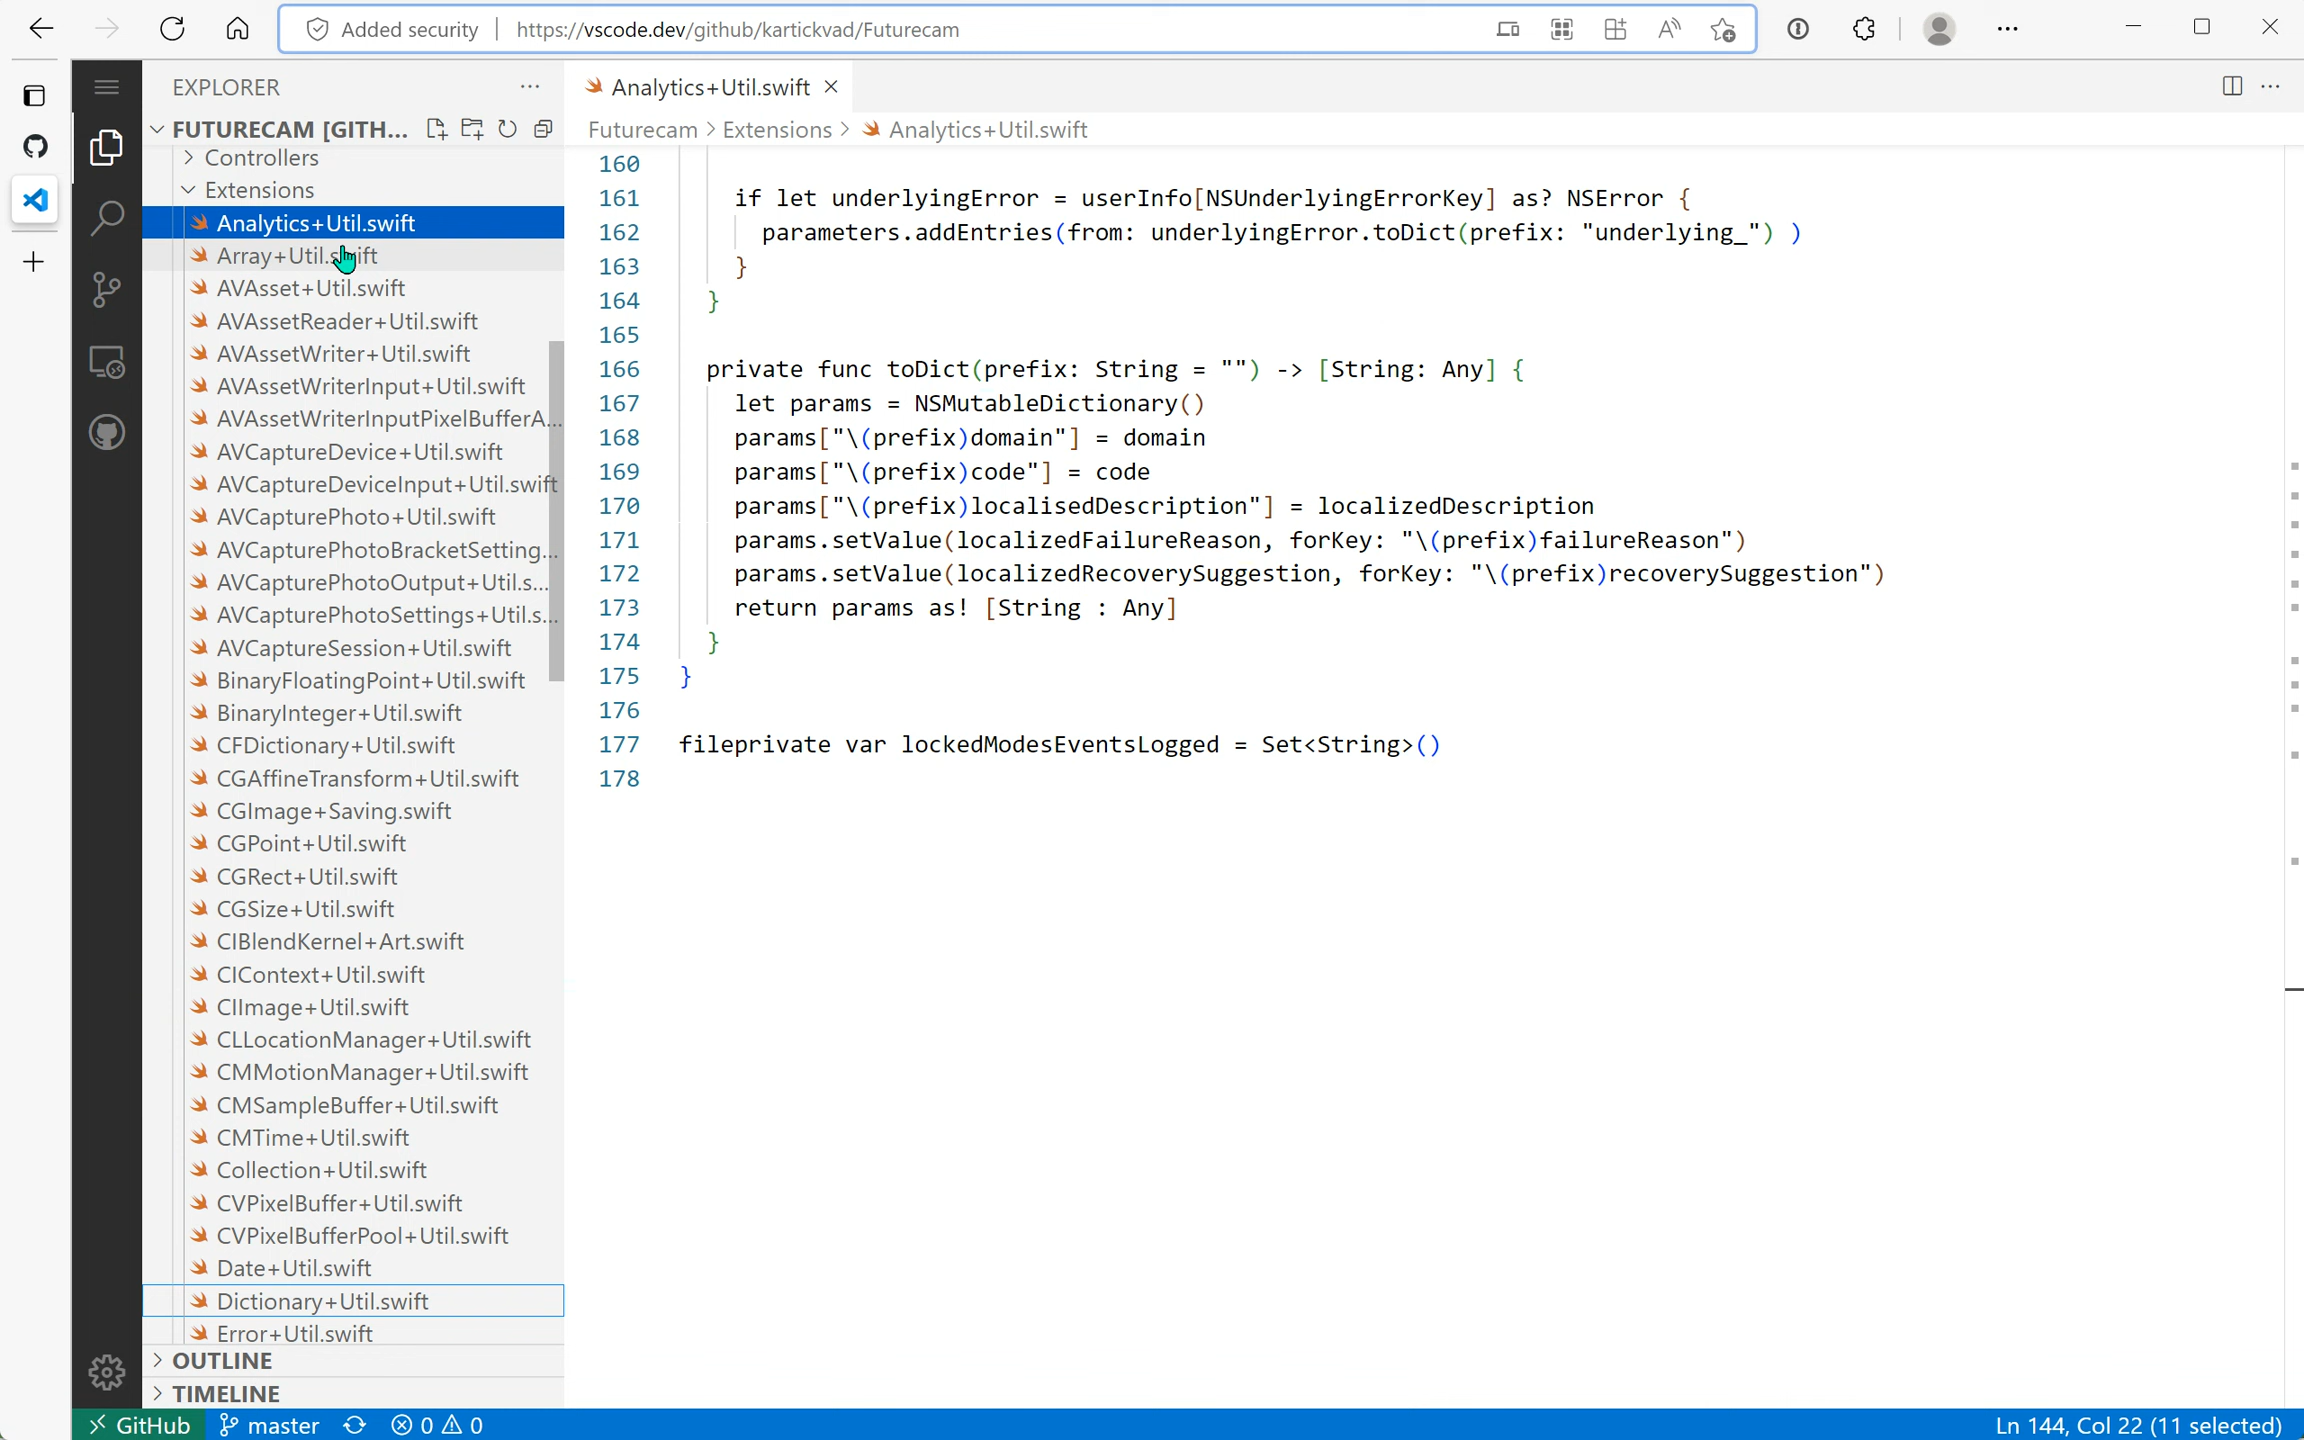 Added security
https://vscode.dev/github/kartickvad/Futurecam
EXPLORER
FUTURECAM [GITH...
Controllers
Extensions
Analytics+Util.swift
Array+Util.swift
AVAsset+Util.swift
AVAssetReader+Util.swift
AVAssetWriter+Util.swift
AVAssetWriterInput+Util.swift
AVAssetWriterInputPixelBufferA...
AVCaptureDevice+Util.swift
AVCaptureDeviceInput+Util.swift
AVCapturePhoto+Util.swift
AVCapturePhotoBracketSetting...
AVCapturePhotoOutput+Util.s...
AVCapturePhotoSettings+Util.s...
AVCaptureSession+Util.swift
BinaryFloatingPoint+Util.swift
BinaryInteger+Util.swift
CFDictionary+Util.swift
CGAffineTransform+Util.swift
CGImage+Saving.swift
CGPoint+Util.swift
CGRect+Util.swift
CGSize+Util.swift
CIBlendKernel+Art.swift
CIContext+Util.swift
CIImage+Util.swift
CLLocationManager+Util.swift
CMMotionManager+Util.swift
CMSampleBuffer+Util.swift
CMTime+Util.swift
Collection+Util.swift
CVPixelBuffer+Util.swift
CVPixelBufferPool+Util.swift
Date+Util.swift
Dictionary+Util.swift
Error+Util.swift
OUTLINE
TIMELINE
Analytics+Util.swift
Futurecam > Extensions > Analytics+Util.swift
160
161 if let underlyingError = userInfo[NSUnderlyingErrorKey] as? NSError {
162 parameters.addEntries(from: underlyingError.toDict(prefix: "underlying_") )
163 }
164 }
165
166 private func toDict(prefix: String = "") -> [String: Any] {
167 let params = NSMutableDictionary()
168 params["\(prefix)domain"] = domain
169 params["\(prefix)code"] = code
170 params["\(prefix)localisedDescription"] = localizedDescription
171 params.setValue(localizedFailureReason, forKey: "\(prefix)failureReason")
172 params.setValue(localizedRecoverySuggestion, forKey: "\(prefix)recoverySuggestion")
173 return params as! [String : Any]
174 }
175 }
176
177 fileprivate var lockedModesEventsLogged = Set<String>()
178
GitHub master 0 0
Ln 144, Col 22 (11 selected)